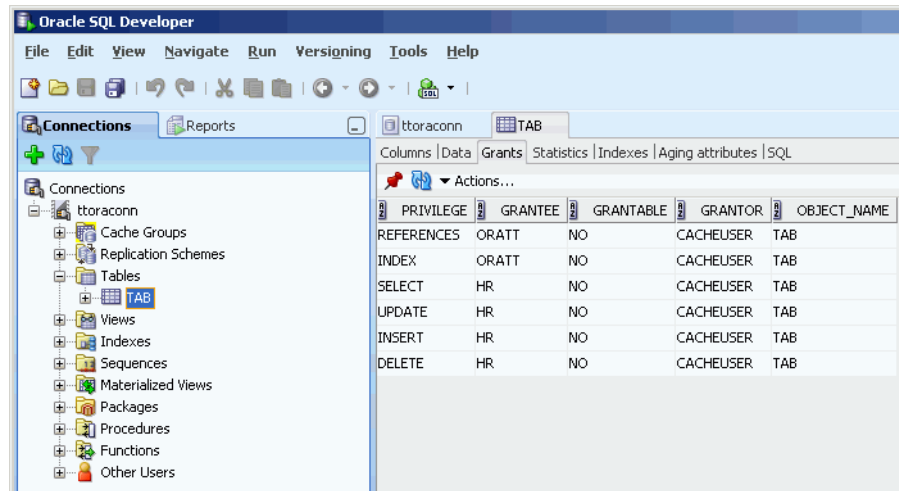 Oracle SQL Developer
File Edit View Navigate Run Versioning Tools Help
SQL
Connections Reports
ttoraconn TAB
Columns Data Grants Statistics Indexes Aging attributes SQL
Actions...
PRIVILEGE GRANTEE GRANTABLE GRANTOR OBJECT_NAME
REFERENCES ORATT NO CACHEUSER TAB
INDEX ORATT NO CACHEUSER TAB
SELECT HR NO CACHEUSER TAB
UPDATE HR NO CACHEUSER TAB
INSERT HR NO CACHEUSER TAB
DELETE HR NO CACHEUSER TAB
Connections
ttoraconn
Cache Groups
Replication Schemes
Tables
TAB
Views
Indexes
Sequences
Materialized Views
Packages
Procedures
Functions
Other Users